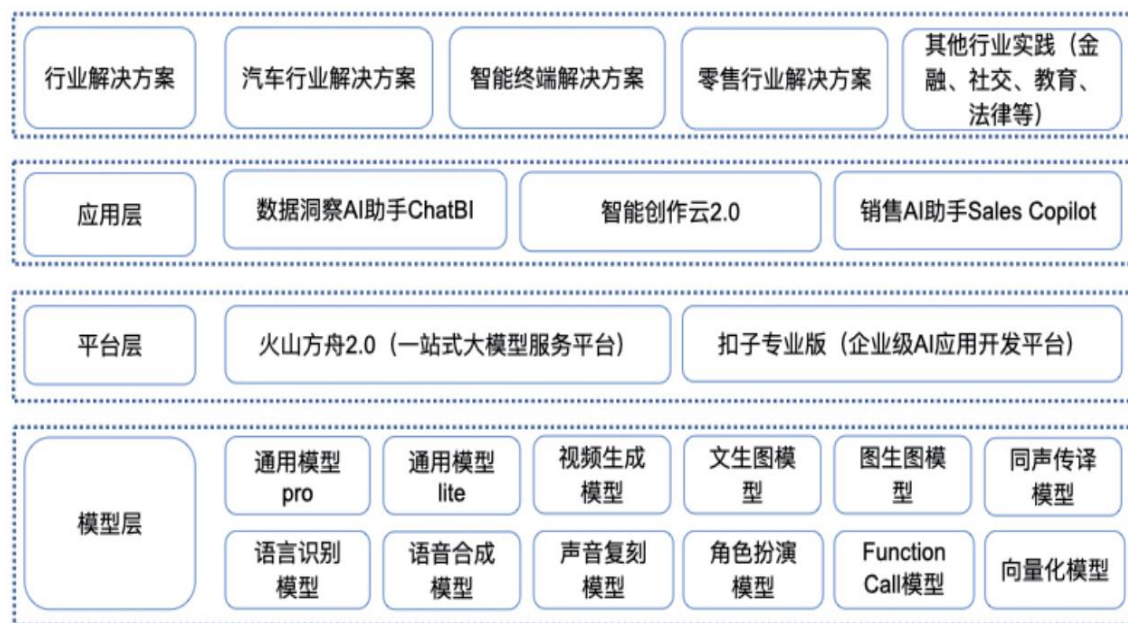 行业解决方案
汽车行业解决方案
智能终端解决方案
零售行业解决方案
其他行业实践（金
融、社交、教育、
法律等）
应用层
数据洞察AI助手ChatBI
智能创作云2.0
销售AI助手Sales Copilot
平台层
火山方舟2.0（一站式大模型服务平台）
扣子专业版（企业级AI应用开发平台）
模型层
通用模型
pro
通用模型
lite
视频生成
模型
文生图模
型
图生图模
型
同声传译
模型
语言识别
模型
语音合成
模型
声音复刻
模型
角色扮演
模型
Function
Call模型
向量化模型